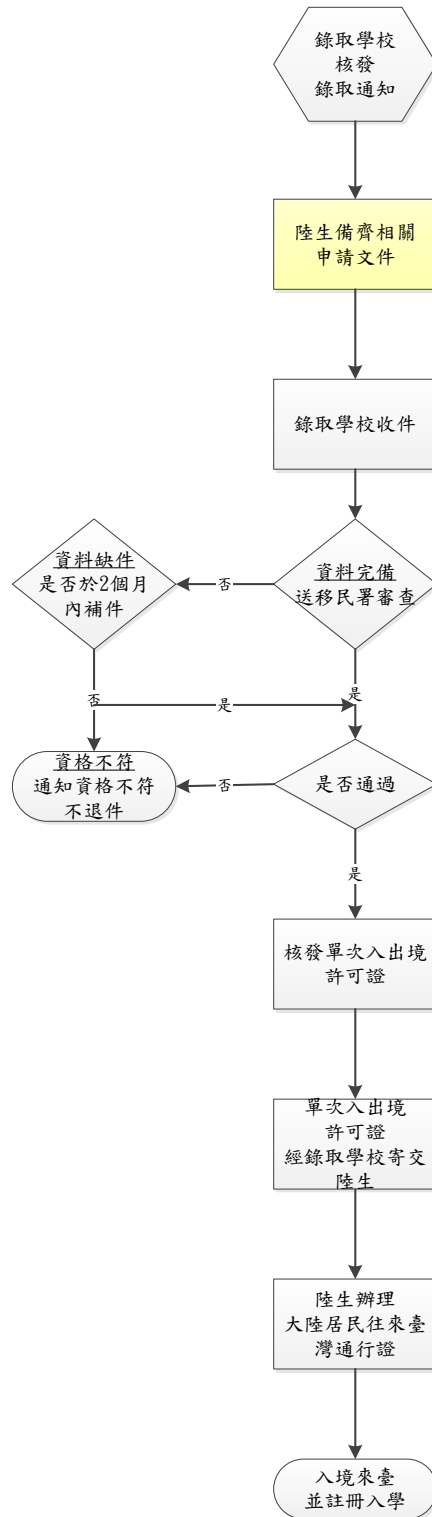 錄取學校
核發
錄取通知
陸生備齊相關
申請文件
錄取學校收件
資料缺件
是否於2個月
內補件
否
資料完備
送移民署審查
否
是
是
資格不符
通知資格不符
不退件
否
是否通過
是
核發單次入出境
許可證
單次入出境
許可證
經錄取學校寄交
陸生
陸生辦理
大陸居民往來臺
灣通行證
入境來臺
並註冊入學